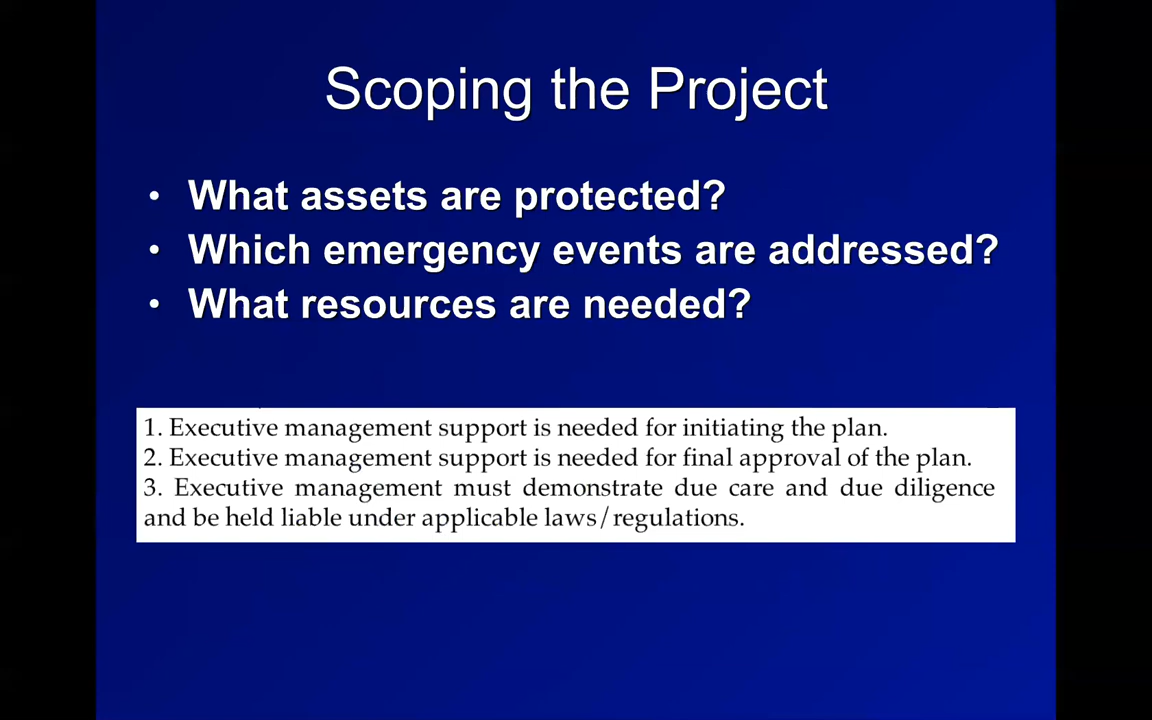 Scoping the Project
• What assets are protected?
• Which emergency events are addressed?
• What resources are needed?
1. Executive management support is needed for initiating the plan.
2. Executive management support is needed for final approval of the plan.
3. Executive management must demonstrate due care and due diligence
and be held liable under applicable laws/regulations.